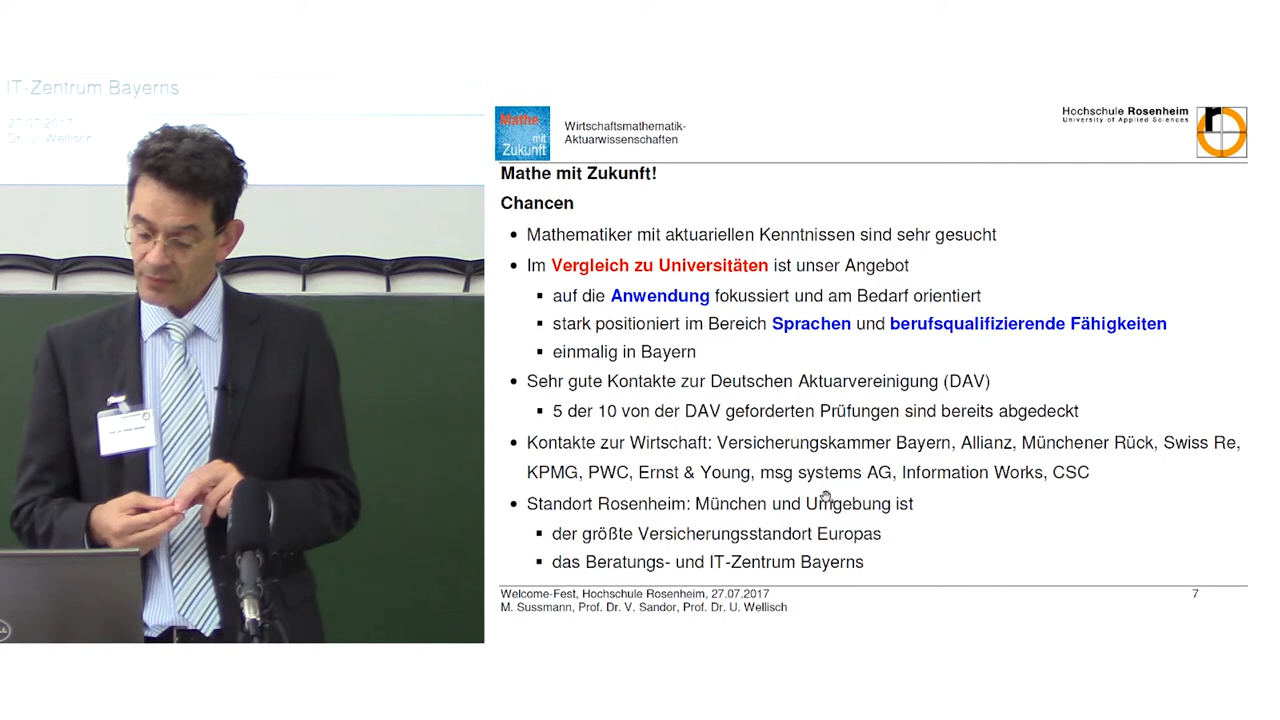 IT-Zentrum Bayerns
27.07.2017
Dr. U. Wellisch
Mathe
mit
Zukunft
Wirtschaftsmathematik-
Aktuarwissenschaften
Hochschule Rosenheim
University of Applied Sciences
r
Mathe mit Zukunft!
Chancen
• Mathematiker mit aktuariellen Kenntnissen sind sehr gesucht
• Im Vergleich zu Universitäten ist unser Angebot
▪ auf die Anwendung fokussiert und am Bedarf orientiert
▪ stark positioniert im Bereich Sprachen und berufsqualifizierende Fähigkeiten
▪ einmalig in Bayern
• Sehr gute Kontakte zur Deutschen Aktuarvereinigung (DAV)
▪ 5 der 10 von der DAV geforderten Prüfungen sind bereits abgedeckt
• Kontakte zur Wirtschaft: Versicherungskammer Bayern, Allianz, Münchener Rück, Swiss Re,
KPMG, PWC, Ernst & Young, msg systems AG, Information Works, CSC
• Standort Rosenheim: München und Umgebung ist
▪ der größte Versicherungsstandort Europas
▪ das Beratungs- und IT-Zentrum Bayerns
Welcome-Fest, Hochschule Rosenheim, 27.07.2017
M. Sussmann, Prof. Dr. V. Sandor, Prof. Dr. U. Wellisch
7